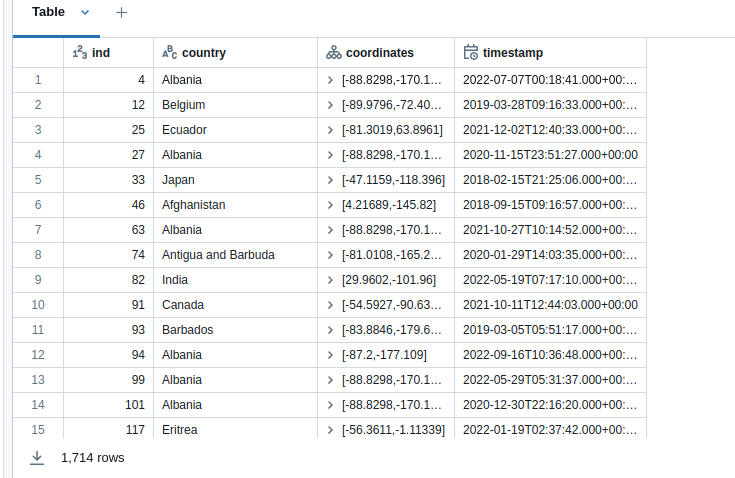 Table
ind country coordinates timestamp
1 4 Albania [-88.8298,-170.1… 2022-07-07T00:18:41.000+00:…
2 12 Belgium [-89.9796,-72.40… 2019-03-28T09:16:33.000+00:…
3 25 Ecuador [-81.3019,63.8961] 2021-12-02T12:40:33.000+00:…
4 27 Albania [-88.8298,-170.1… 2020-11-15T23:51:27.000+00:00
5 33 Japan [-47.1159,-118.396] 2018-02-15T21:25:06.000+00:…
6 46 Afghanistan [4.21689,-145.82] 2018-09-15T09:16:57.000+00:…
7 63 Albania [-88.8298,-170.1… 2021-10-27T10:14:52.000+00:…
8 74 Antigua and Barbuda [-81.0108,-165.2… 2020-01-29T14:03:35.000+00:…
9 82 India [29.9602,-101.96] 2022-05-19T07:17:10.000+00:…
10 91 Canada [-54.5927,-90.63… 2021-10-11T12:44:03.000+00:00
11 93 Barbados [-83.8846,-179.6… 2019-03-05T05:51:17.000+00:…
12 94 Albania [-87.2,-177.109] 2022-09-16T10:36:48.000+00:…
13 99 Albania [-88.8298,-170.1… 2022-05-29T05:31:37.000+00:…
14 101 Albania [-88.8298,-170.1… 2020-12-30T22:16:20.000+00:…
15 117 Eritrea [-56.3611,-1.11339] 2022-01-19T02:37:42.000+00:…
1,714 rows